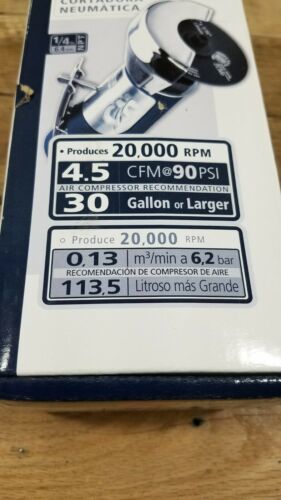 CORTADORA
NEUMÁTICA
1/4 in
NPT
• Produces 20,000 RPM
4.5 CFM@90PSI
AIR COMPRESSOR RECOMMENDATION
30 Gallon or Larger
o Produce 20,000 RPM
0,13 m³/min a 6,2 bar
RECOMENDACIÓN DE COMPRESOR DE AIRE
113,5 Litroso más Grande